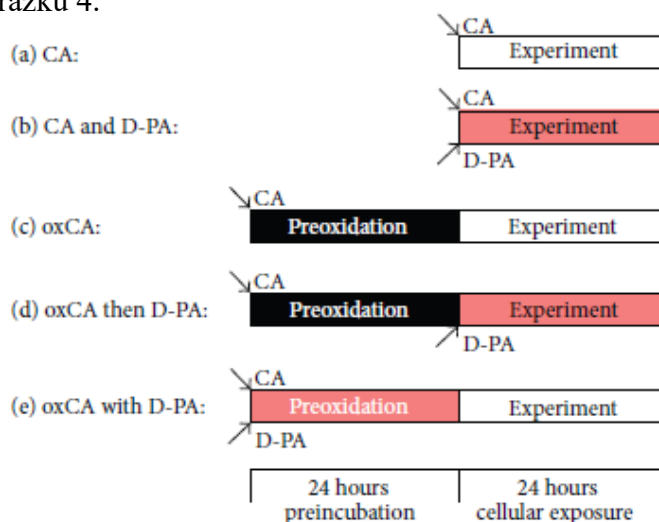 rázku 4.
CA
(a) CA: Experiment
CA
(b) CA and D-PA: Experiment
D-PA
CA
(c) oxCA: Preoxidation Experiment
CA
(d) oxCA then D-PA: Preoxidation Experiment
D-PA
CA
(e) oxCA with D-PA: Preoxidation Experiment
D-PA
24 hours 24 hours
preincubation cellular exposure